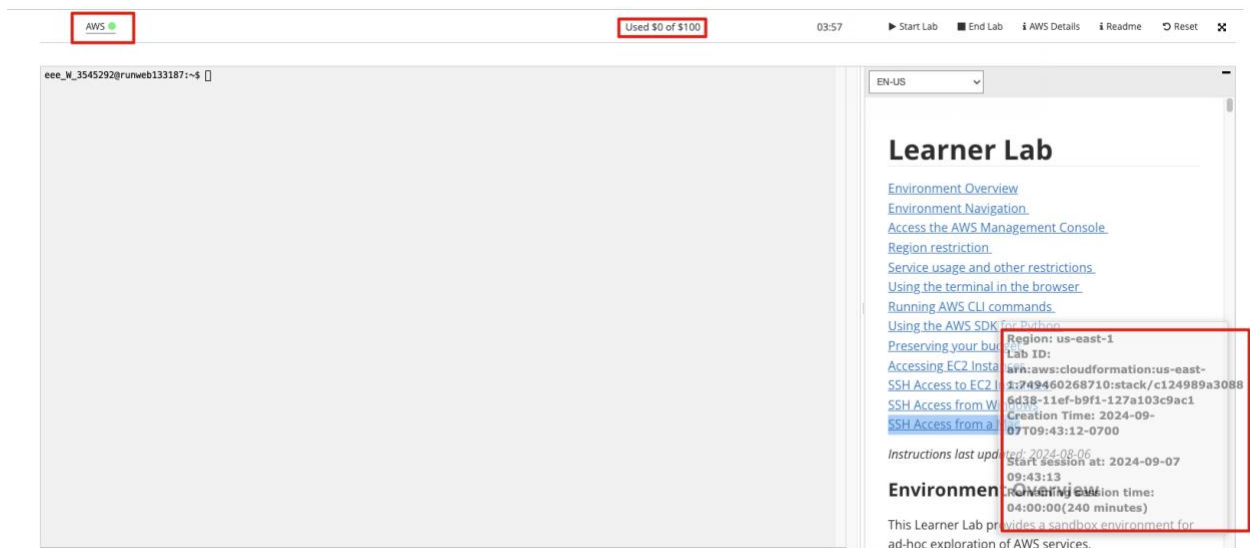 AWS
Used $0 of $100
03:57
Start Lab
End Lab
AWS Details
Readme
Reset
eee_W_3545292@runweb133187:~$
EN-US
Learner Lab
Environment Overview
Environment Navigation
Access the AWS Management Console
Region restriction
Service usage and other restrictions
Using the terminal in the browser
Running AWS CLI commands
Using the AWS SDK for Python
Preserving your budget
Accessing EC2 Instances
SSH Access to EC2
SSH Access from Windows
SSH Access from a Mac
Instructions last updated: 2024-08-06
Environment Overview
This Learner Lab provides a sandbox environment for
ad-hoc exploration of AWS services.
Region: us-east-1
Lab ID:
arn:aws:cloudformation:us-east-
1:749460268710:stack/c124989a3088
6d38-11ef-b9f1-127a103c9ac1
Creation Time: 2024-09-
07T09:43:12-0700
Start session at: 2024-09-07
09:43:13
Remaining session time:
04:00:00(240 minutes)